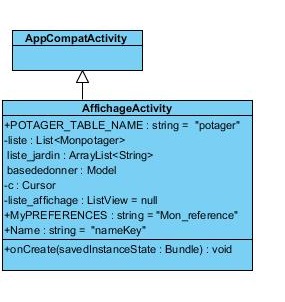 AppCompatActivity
AffichageActivity
+POTAGER_TABLE_NAME : string = "potager"
-liste : List<Monpotager>
liste_jardin : ArrayList<String>
basededonner : Model
-c : Cursor
-liste_affichage : ListView = null
+MyPREFERENCES : string = "Mon_reference"
+Name : string = "nameKey"
+onCreate(savedInstanceState : Bundle) : void